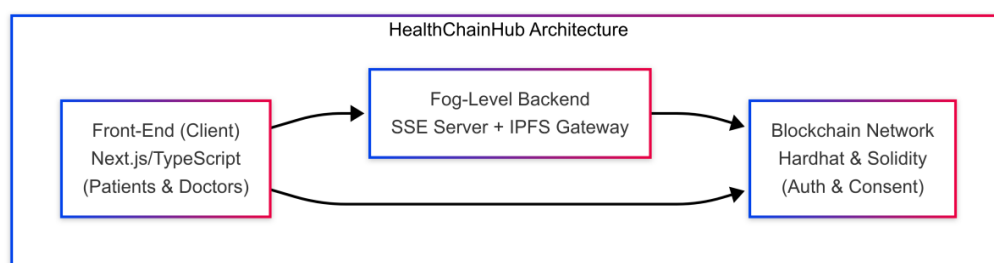 HealthChainHub Architecture
Front-End (Client)
Next.js/TypeScript
(Patients & Doctors)
Fog-Level Backend
SSE Server + IPFS Gateway
Blockchain Network
Hardhat & Solidity
(Auth & Consent)